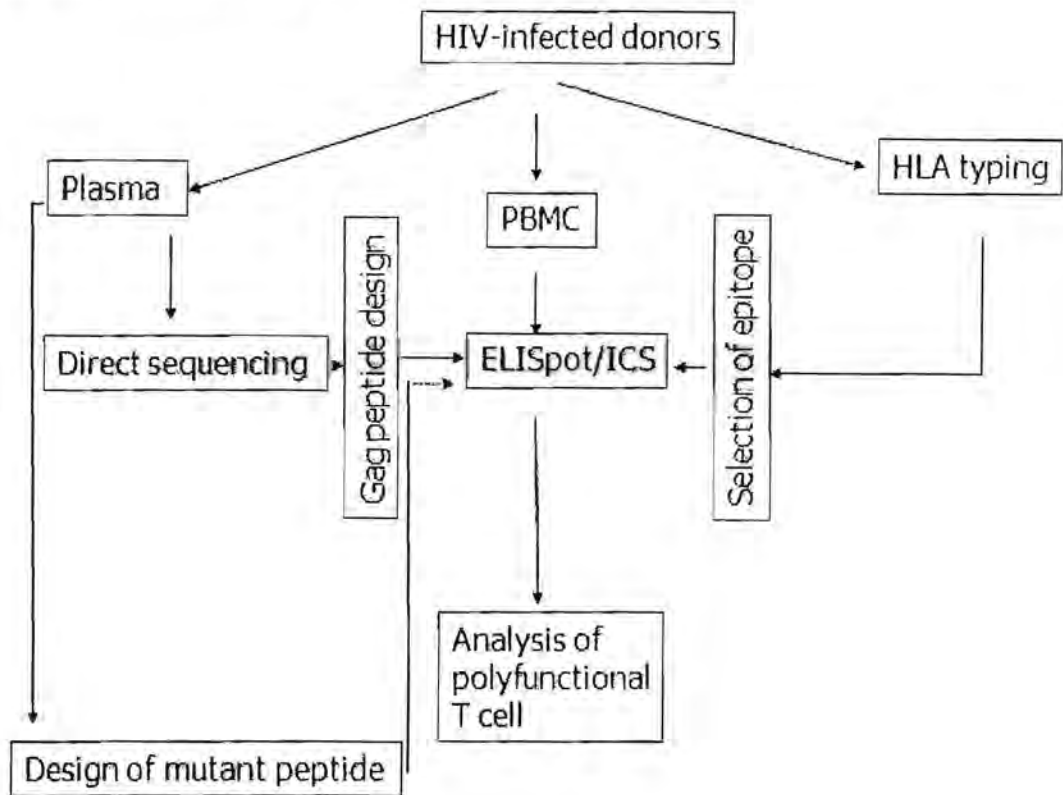 HIV-infected donors
Plasma
HLA typing
PBMC
Gag peptide design
Selection of epitope
Direct sequencing
ELISpot/ICS
Analysis of
polyfunctional
T cell
Design of mutant peptide